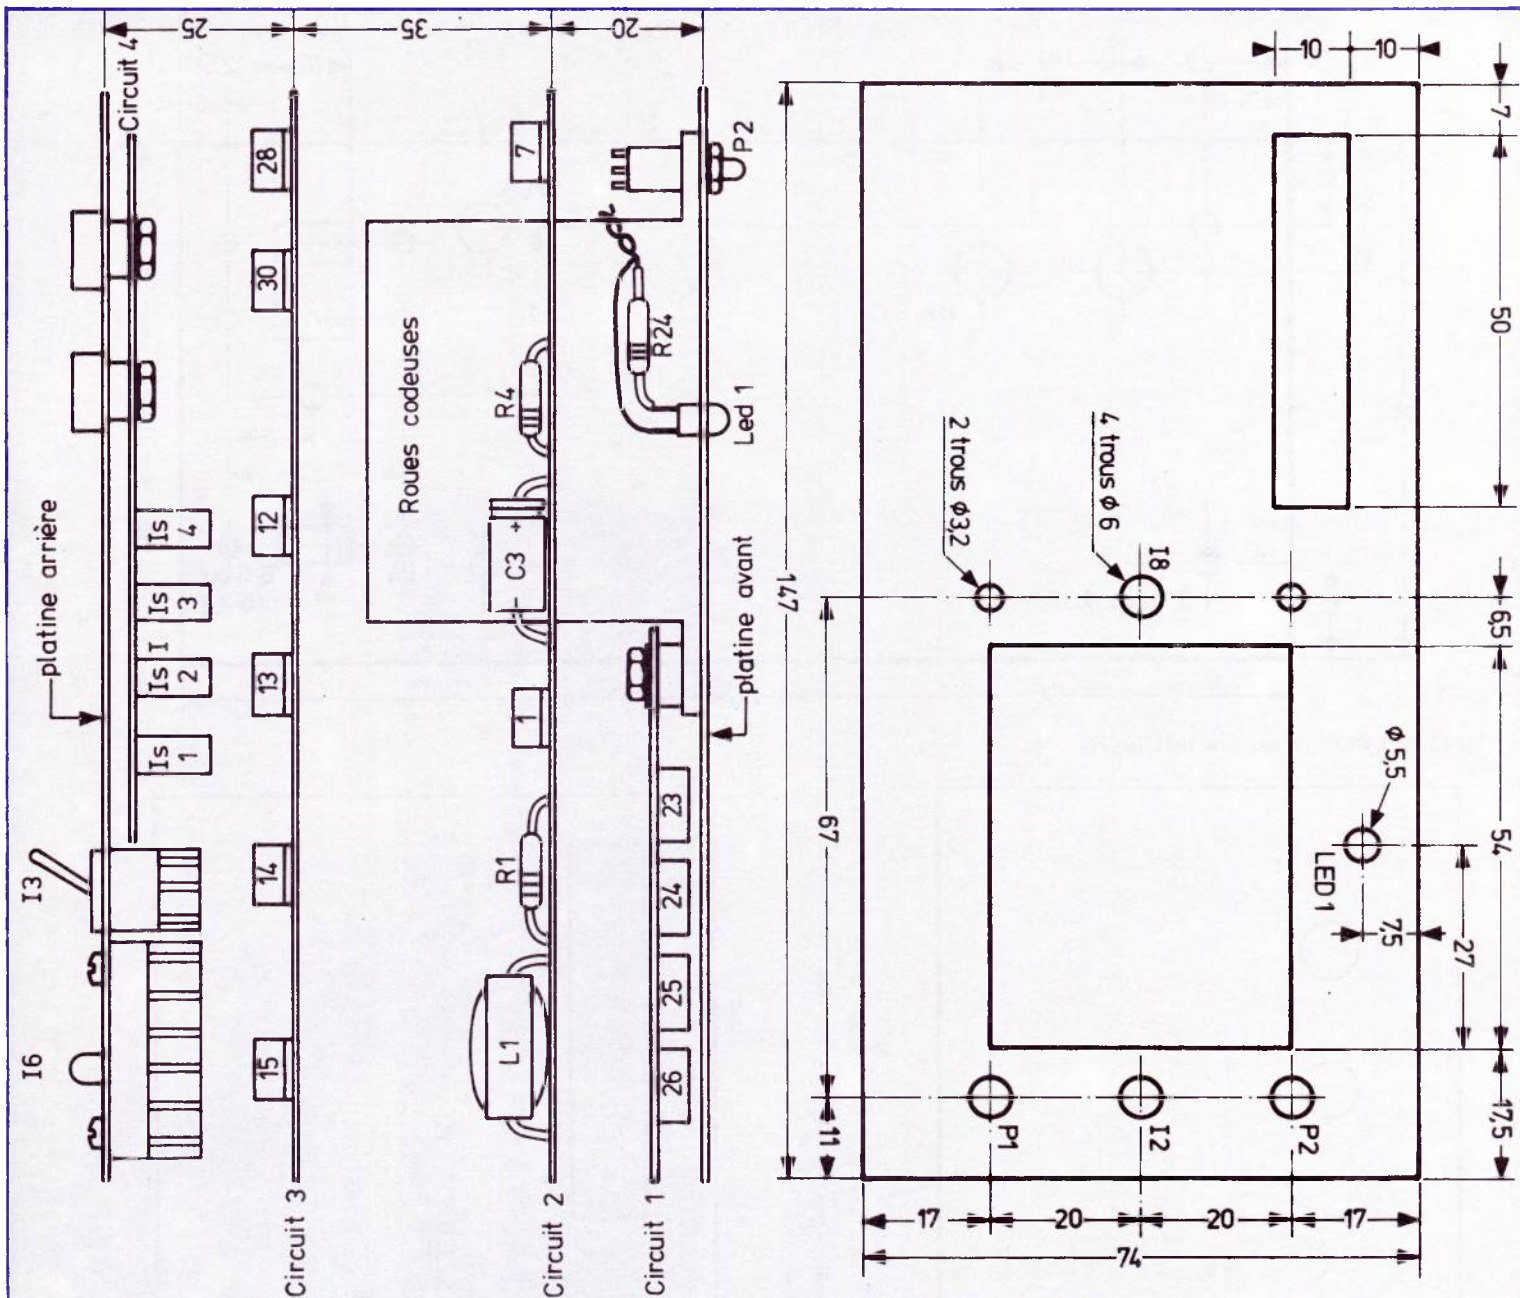 25
35
20
Circuit 4
28
30
12
13
14
15
platine arrière
Is 4
Is 3
Is I 2
Is 1
I3
I6
Circuit 3
Roues codeuses
7
R4
C3
+
-
1
R1
L1
Circuit 2
P2
R24
Led 1
platine avant
23
24
25
26
Circuit 1
10
10
7
50
6,5
54
17,5
147
67
11
2 trous ø3,2
4 trous ø 6
I8
ø 5,5
LED1
7,5
27
P1
I2
P2
17
20
20
17
74